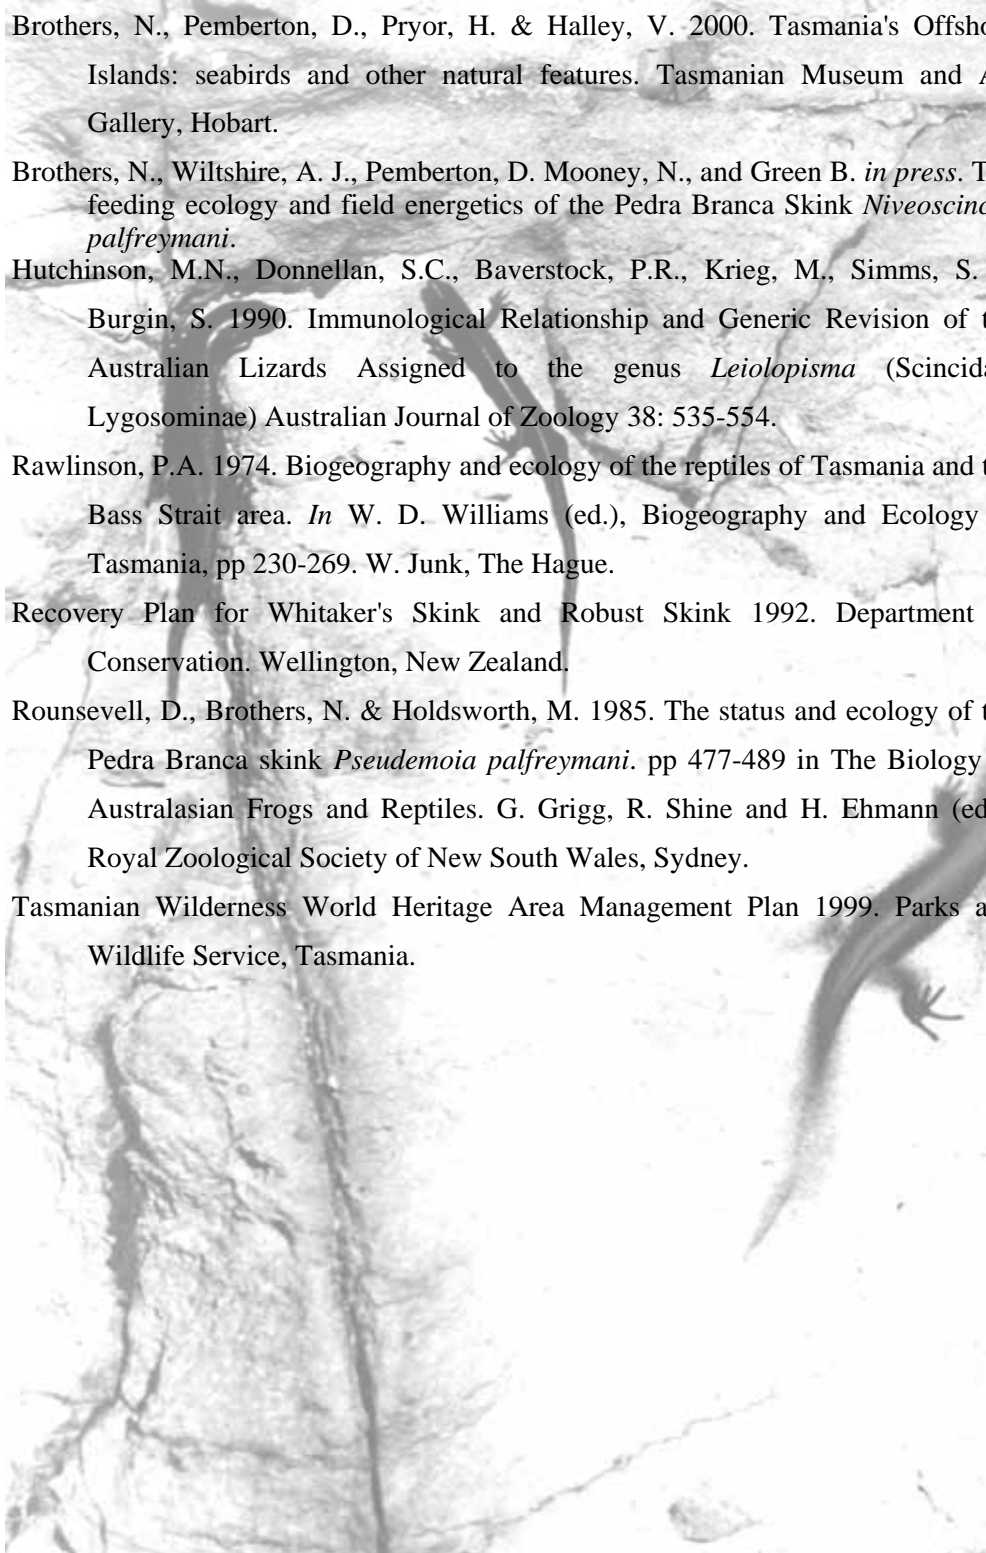 Brothers, N., Pemberton, D., Pryor, H. & Halley, V. 2000. Tasmania's Offsho
Islands: seabirds and other natural features. Tasmanian Museum and A
Gallery, Hobart.
Brothers, N., Wiltshire, A. J., Pemberton, D. Mooney, N., and Green B. in press. T
feeding ecology and field energetics of the Pedra Branca Skink Niveoscinc
palfreymani.
Hutchinson, M.N., Donnellan, S.C., Baverstock, P.R., Krieg, M., Simms, S.
Burgin, S. 1990. Immunological Relationship and Generic Revision of t
Australian Lizards Assigned to the genus Leiolopisma (Scincida
Lygosominae) Australian Journal of Zoology 38: 535-554.
Rawlinson, P.A. 1974. Biogeography and ecology of the reptiles of Tasmania and t
Bass Strait area. In W. D. Williams (ed.), Biogeography and Ecology
Tasmania, pp 230-269. W. Junk, The Hague.
Recovery Plan for Whitaker's Skink and Robust Skink 1992. Department
Conservation. Wellington, New Zealand.
Rounsevell, D., Brothers, N. & Holdsworth, M. 1985. The status and ecology of t
Pedra Branca skink Pseudemoia palfreymani. pp 477-489 in The Biology
Australasian Frogs and Reptiles. G. Grigg, R. Shine and H. Ehmann (ed
Royal Zoological Society of New South Wales, Sydney.
Tasmanian Wilderness World Heritage Area Management Plan 1999. Parks a
Wildlife Service, Tasmania.